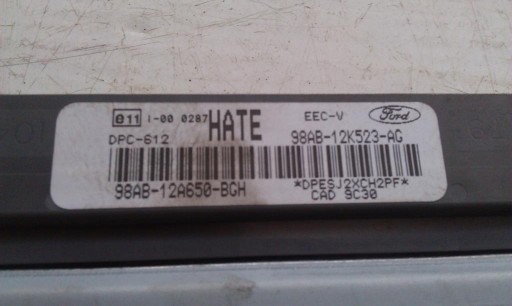 e11 I-00 0287 HATE EEC-V Ford
DPC-612 98AB-12K523-AG
98AB-12A650-BGH *DPESJ2XCH2PF*
CAD 9C30